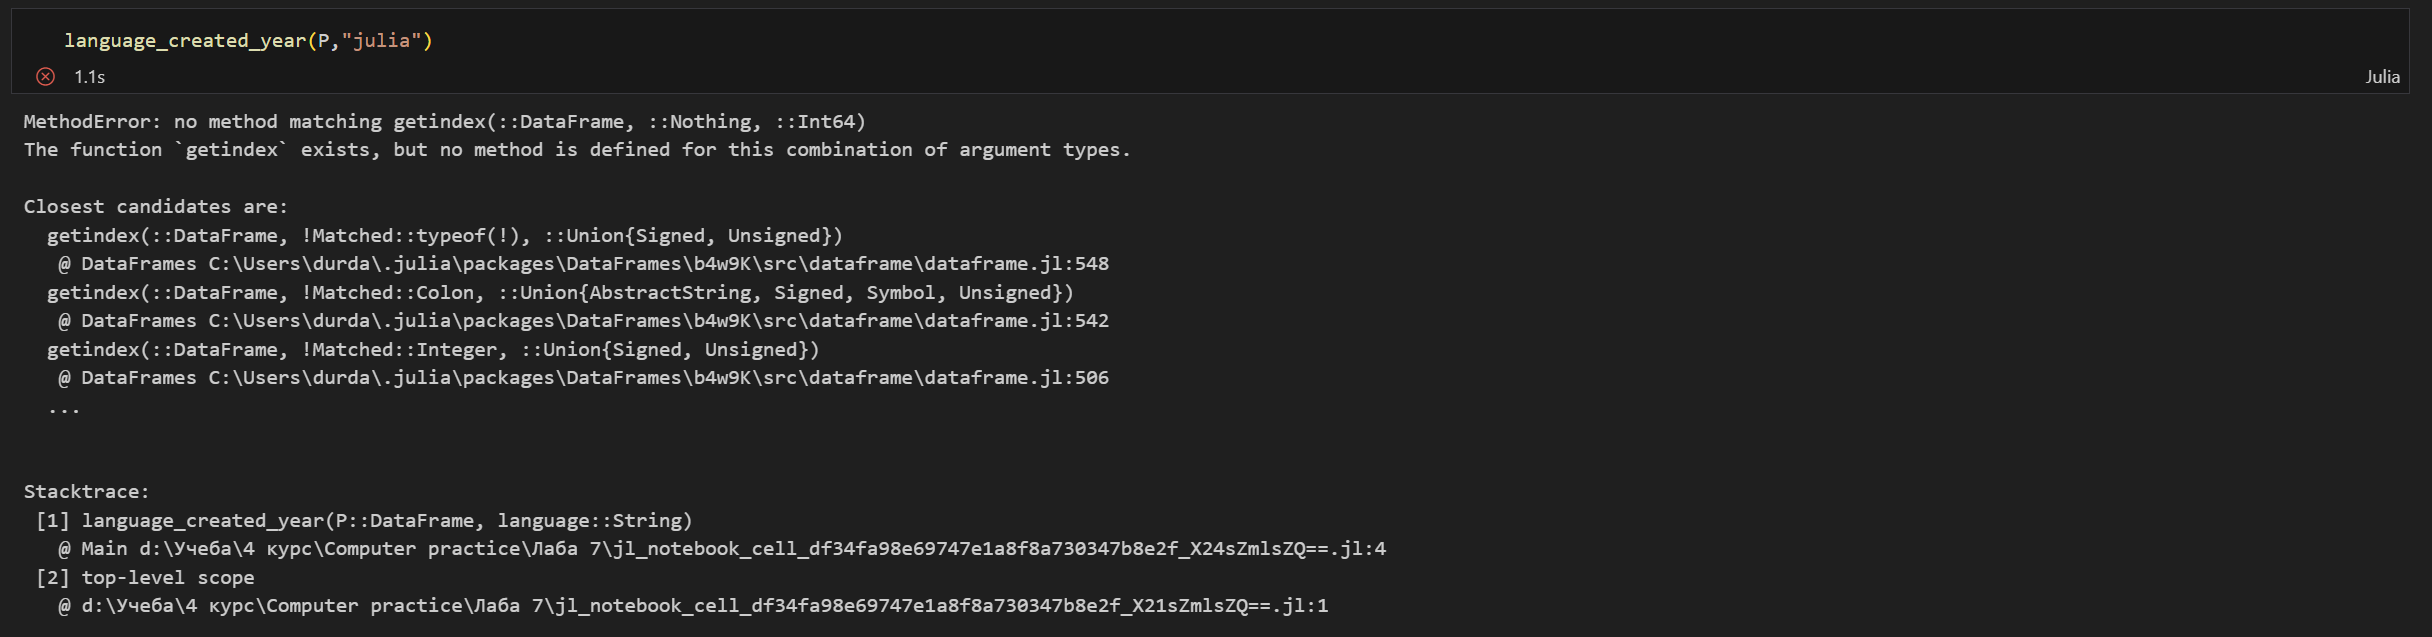 language_created_year(P,"julia")
1.1s
Julia
MethodError: no method matching getindex(::DataFrame, ::Nothing, ::Int64)
The function `getindex` exists, but no method is defined for this combination of argument types.
Closest candidates are:
getindex(::DataFrame, !Matched::typeof(!), ::Union{Signed, Unsigned})
@ DataFrames C:\Users\durda\.julia\packages\DataFrames\b4w9K\src\dataframe\dataframe.jl:548
getindex(::DataFrame, !Matched::Colon, ::Union{AbstractString, Signed, Symbol, Unsigned})
@ DataFrames C:\Users\durda\.julia\packages\DataFrames\b4w9K\src\dataframe\dataframe.jl:542
getindex(::DataFrame, !Matched::Integer, ::Union{Signed, Unsigned})
@ DataFrames C:\Users\durda\.julia\packages\DataFrames\b4w9K\src\dataframe\dataframe.jl:506
...
Stacktrace:
[1] language_created_year(P::DataFrame, language::String)
@ Main d:\Учеба\4 курс\Computer practice\Лаба 7\jl_notebook_cell_df34fa98e69747e1a8f8a730347b8e2f_X24sZmlsZQ==.jl:4
[2] top-level scope
@ d:\Учеба\4 курс\Computer practice\Лаба 7\jl_notebook_cell_df34fa98e69747e1a8f8a730347b8e2f_X21sZmlsZQ==.jl:1